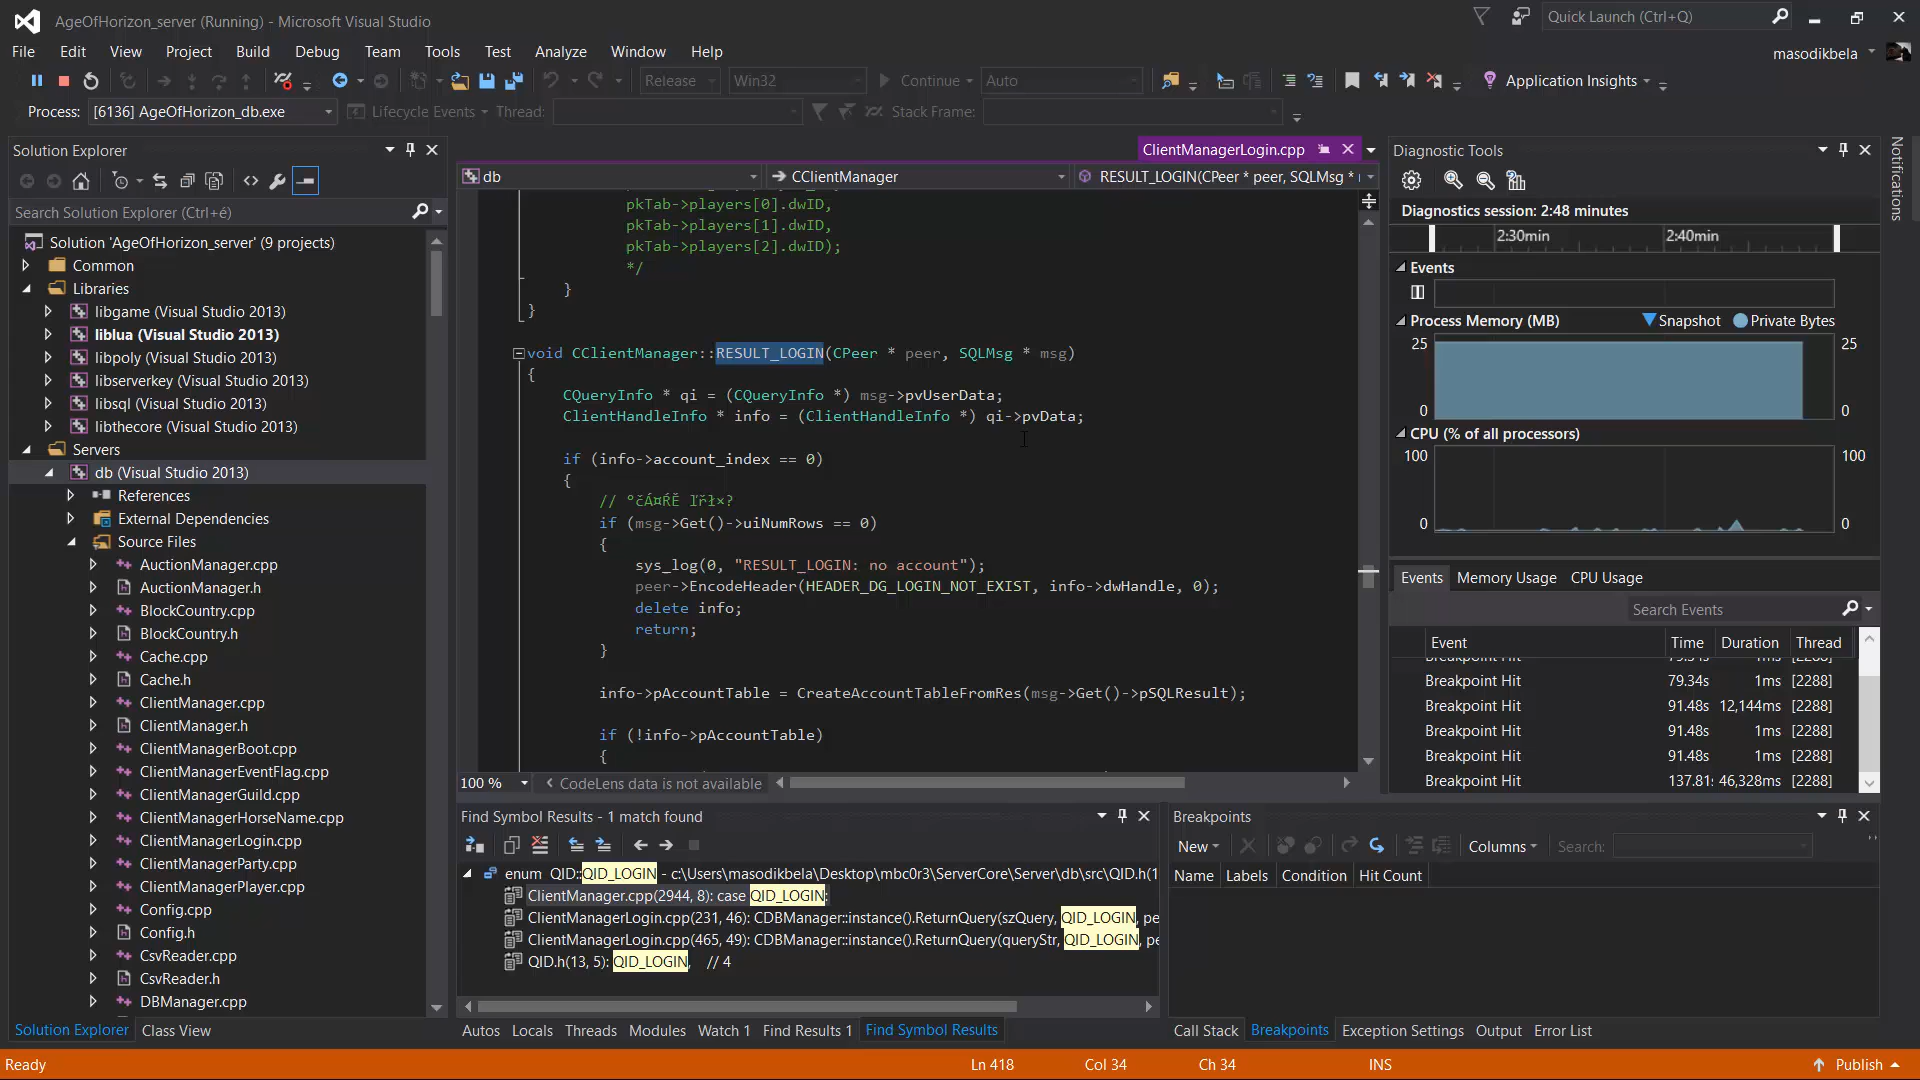 AgeOfHorizon_server (Running) - Microsoft Visual Studio
Quick Launch (Ctrl+Q)
File Edit View Project Build Debug Team Tools Test Analyze Window Help
masodikbela
Release Win32 Continue Auto Application Insights
Process: [6136] AgeOfHorizon_db.exe Lifecycle Events Thread: Stack Frame:
Solution Explorer
Search Solution Explorer (Ctrl+é)
Solution 'AgeOfHorizon_server' (9 projects)
Common
Libraries
libgame (Visual Studio 2013)
liblua (Visual Studio 2013)
libpoly (Visual Studio 2013)
libserverkey (Visual Studio 2013)
libsql (Visual Studio 2013)
libthecore (Visual Studio 2013)
Servers
db (Visual Studio 2013)
References
External Dependencies
Source Files
AuctionManager.cpp
AuctionManager.h
BlockCountry.cpp
BlockCountry.h
Cache.cpp
Cache.h
ClientManager.cpp
ClientManager.h
ClientManagerBoot.cpp
ClientManagerEventFlag.cpp
ClientManagerGuild.cpp
ClientManagerHorseName.cpp
ClientManagerLogin.cpp
ClientManagerParty.cpp
ClientManagerPlayer.cpp
Config.cpp
Config.h
CsvReader.cpp
CsvReader.h
DBManager.cpp
Solution Explorer Class View
ClientManagerLogin.cpp
db CClientManager RESULT_LOGIN(CPeer * peer, SQLMsg *
pkTab->players[0].dwID,
pkTab->players[1].dwID,
pkTab->players[2].dwID);
*/
}
}
void CClientManager::RESULT_LOGIN(CPeer * peer, SQLMsg * msg)
{
CQueryInfo * qi = (CQueryInfo *) msg->pvUserData;
ClientHandleInfo * info = (ClientHandleInfo *) qi->pvData;
if (info->account_index == 0)
{
//
if (msg->Get()->uiNumRows == 0)
{
sys_log(0, "RESULT_LOGIN: no account");
peer->EncodeHeader(HEADER_DG_LOGIN_NOT_EXIST, info->dwHandle, 0);
delete info;
return;
}
info->pAccountTable = CreateAccountTableFromRes(msg->Get()->pSQLResult);
if (!info->pAccountTable)
{
100 % CodeLens data is not available
Find Symbol Results - 1 match found
enum QID::QID_LOGIN - c:\Users\masodikbela\Desktop\mbc0r3\ServerCore\Server\db\src\QID.h(1
ClientManager.cpp(2944, 8): case QID_LOGIN:
ClientManagerLogin.cpp(231, 46): CDBManager::instance().ReturnQuery(szQuery, QID_LOGIN, pe
ClientManagerLogin.cpp(465, 49): CDBManager::instance().ReturnQuery(queryStr, QID_LOGIN, pe
QID.h(13, 5): QID_LOGIN, // 4
Autos Locals Threads Modules Watch 1 Find Results 1 Find Symbol Results
Diagnostic Tools
Diagnostics session: 2:48 minutes
2:30min 2:40min
Events
Process Memory (MB) Snapshot Private Bytes
25 25
0 0
CPU (% of all processors)
100 100
0 0
Events Memory Usage CPU Usage
Search Events
Event Time Duration Thread
Breakpoint Hit 79.34s 1ms [2288]
Breakpoint Hit 79.34s 1ms [2288]
Breakpoint Hit 91.48s 12,144ms [2288]
Breakpoint Hit 91.48s 1ms [2288]
Breakpoint Hit 91.48s 1ms [2288]
Breakpoint Hit 137.81s 46,328ms [2288]
Notifications
Breakpoints
New Columns Search:
Name Labels Condition Hit Count
Call Stack Breakpoints Exception Settings Output Error List
Ready Ln 418 Col 34 Ch 34 INS Publish